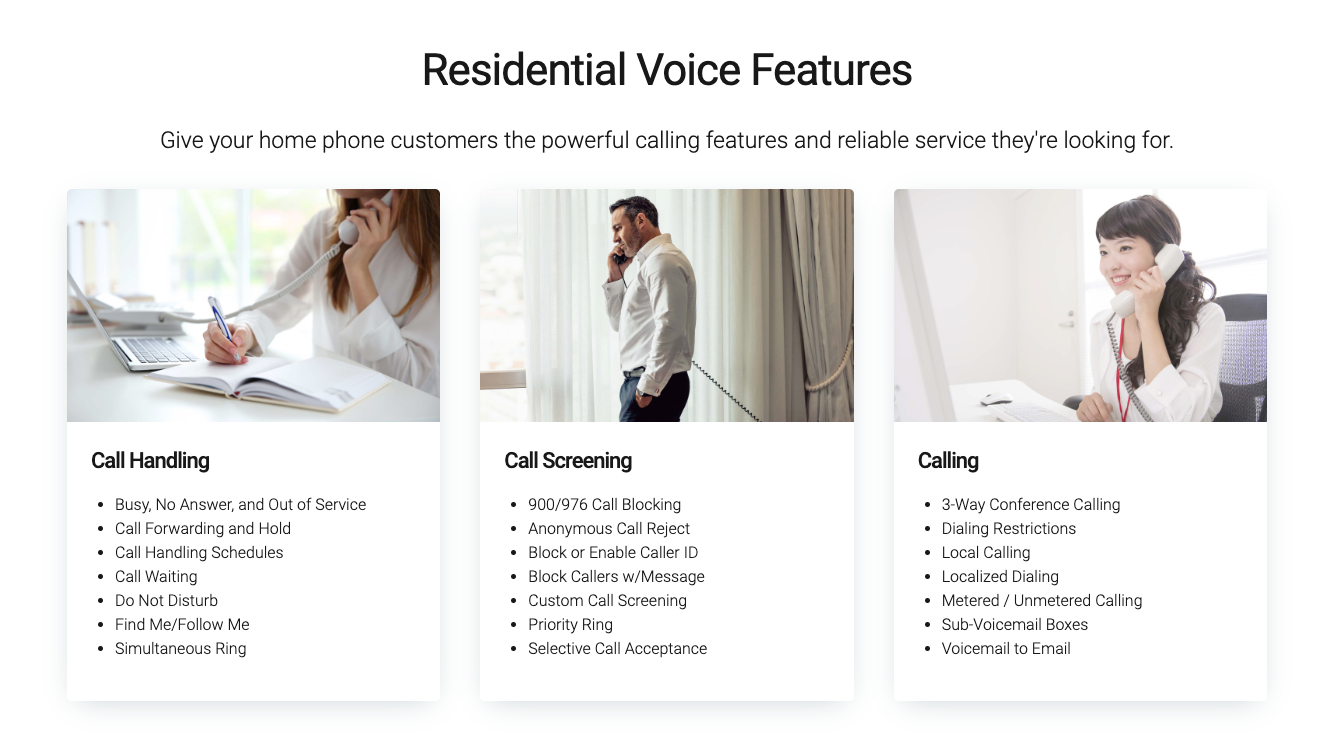 Residential Voice Features
Give your home phone customers the powerful calling features and reliable service they're looking for.
Call Handling
• Busy, No Answer, and Out of Service
• Call Forwarding and Hold
• Call Handling Schedules
• Call Waiting
• Do Not Disturb
• Find Me/Follow Me
• Simultaneous Ring
Call Screening
• 900/976 Call Blocking
• Anonymous Call Reject
• Block or Enable Caller ID
• Block Callers w/Message
• Custom Call Screening
• Priority Ring
• Selective Call Acceptance
Calling
• 3-Way Conference Calling
• Dialing Restrictions
• Local Calling
• Localized Dialing
• Metered / Unmetered Calling
• Sub-Voicemail Boxes
• Voicemail to Email